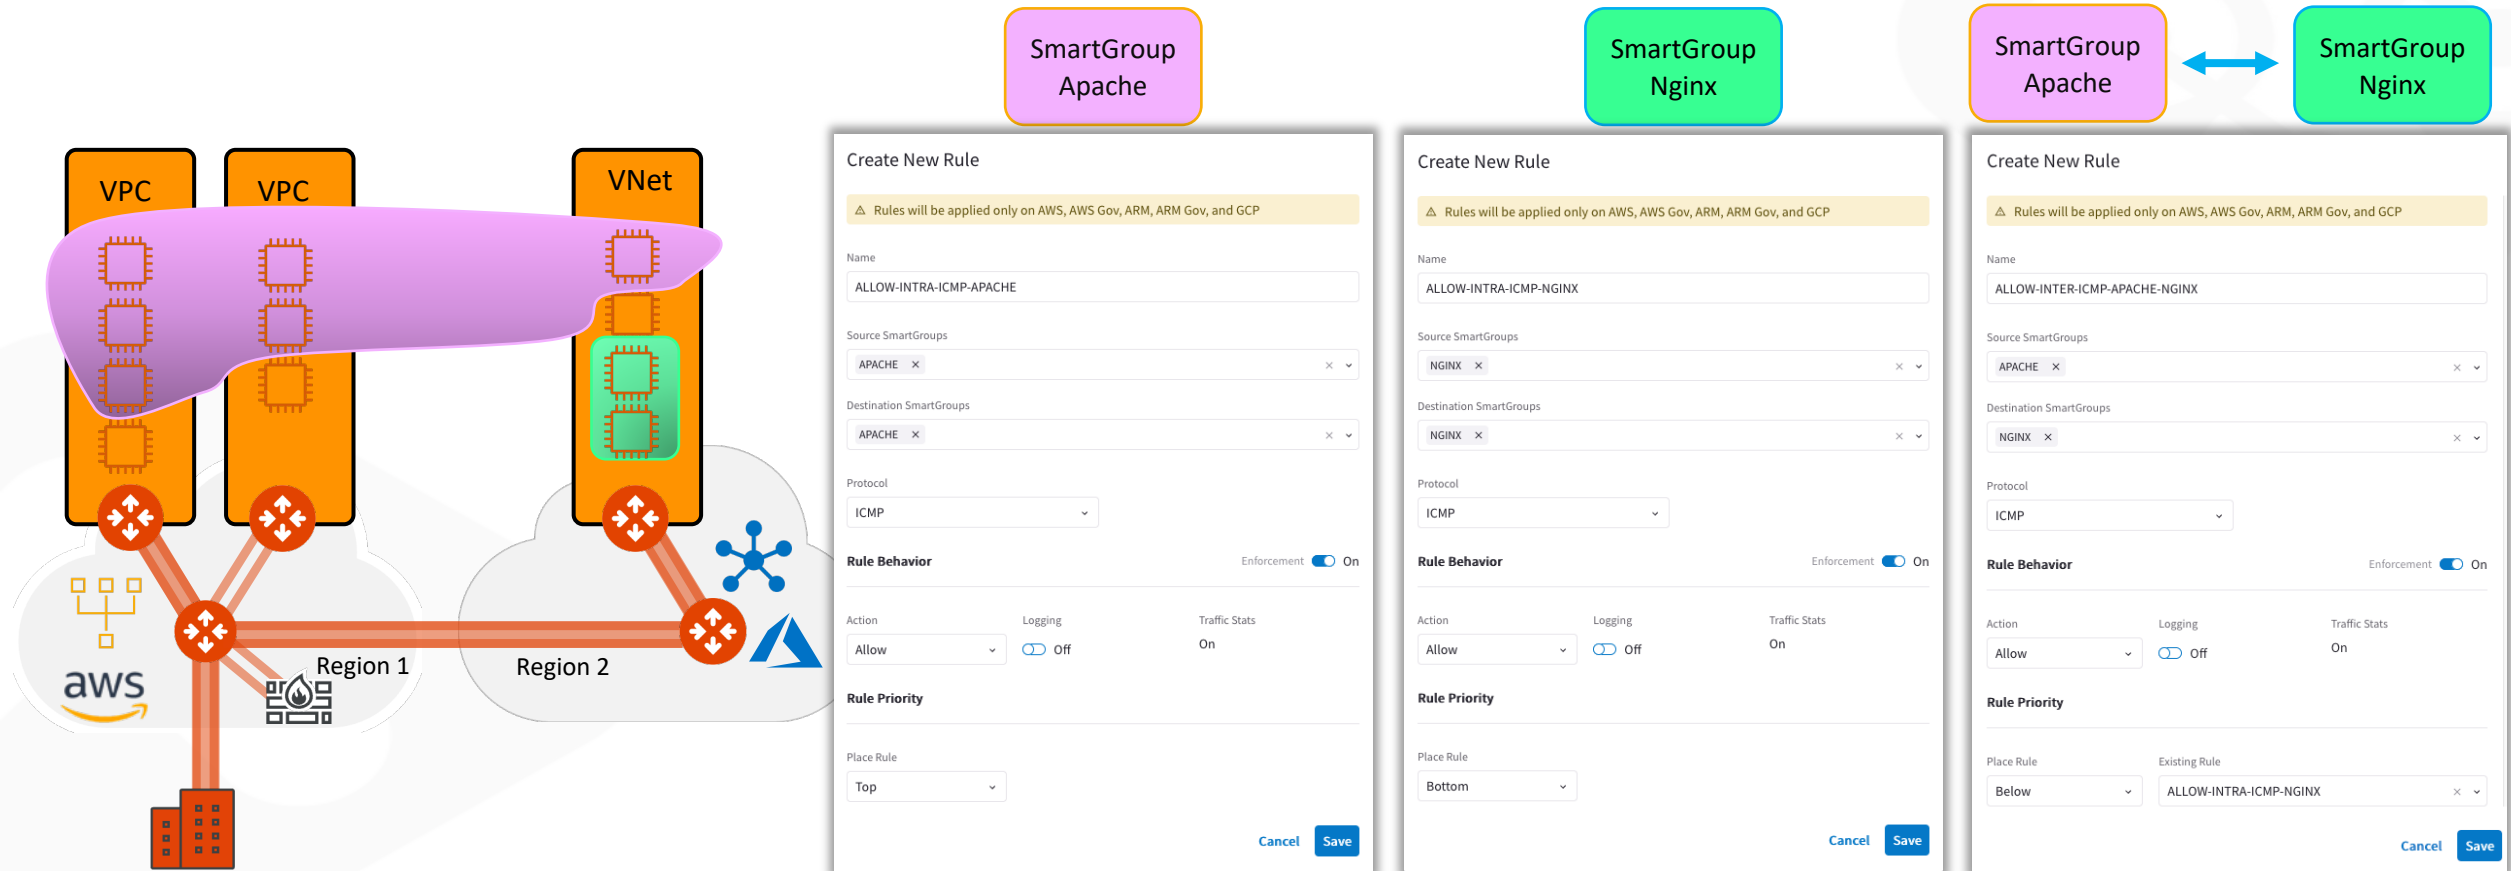 VPC
VPC
VNet
aws
Region 1
Region 2
SmartGroup
Apache
Create New Rule
Rules will be applied only on AWS, AWS Gov, ARM, ARM Gov, and GCP
Name
ALLOW-INTRA-ICMP-APACHE
Source SmartGroups
APACHE
Destination SmartGroups
APACHE
Protocol
ICMP
Rule Behavior Enforcement On
Action Logging Traffic Stats
Allow Off On
Rule Priority
Place Rule
Top
Cancel Save
SmartGroup
Nginx
Create New Rule
Rules will be applied only on AWS, AWS Gov, ARM, ARM Gov, and GCP
Name
ALLOW-INTRA-ICMP-NGINX
Source SmartGroups
NGINX
Destination SmartGroups
NGINX
Protocol
ICMP
Rule Behavior Enforcement On
Action Logging Traffic Stats
Allow Off On
Rule Priority
Place Rule
Bottom
Cancel Save
SmartGroup
Apache
SmartGroup
Nginx
Create New Rule
Rules will be applied only on AWS, AWS Gov, ARM, ARM Gov, and GCP
Name
ALLOW-INTER-ICMP-APACHE-NGINX
Source SmartGroups
APACHE
Destination SmartGroups
NGINX
Protocol
ICMP
Rule Behavior Enforcement On
Action Logging Traffic Stats
Allow Off On
Rule Priority
Place Rule Existing Rule
Below ALLOW-INTRA-ICMP-NGINX
Cancel Save